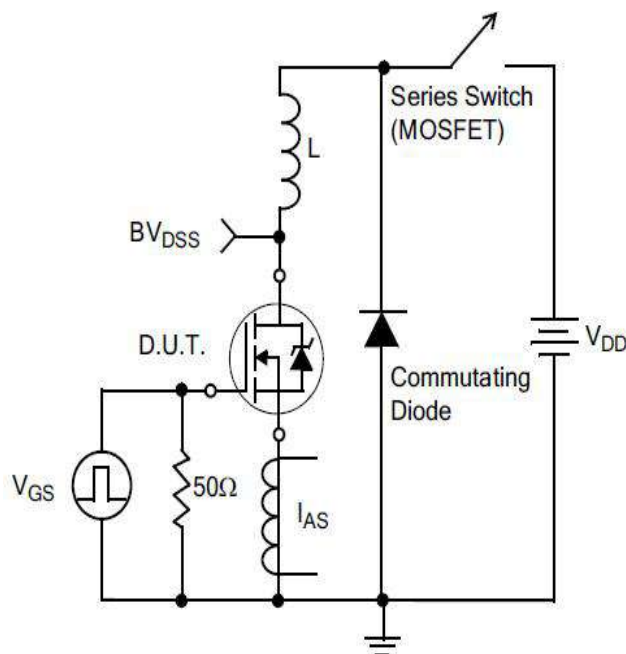 Series Switch
(MOSFET)
L
BVDSS
D.U.T.
VDD
Commutating
Diode
VGS
50Ω
IAS